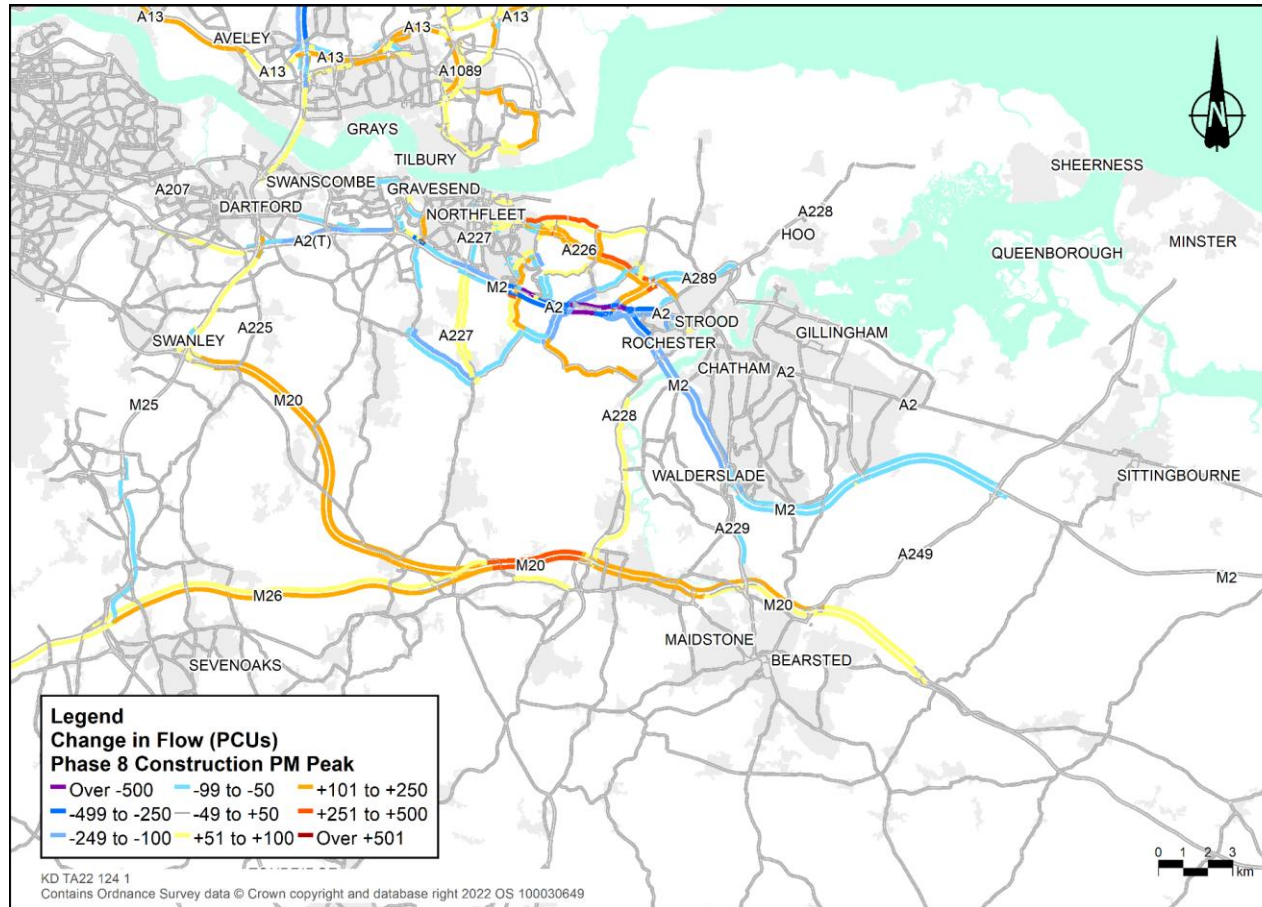 A13
A13
AVELEY
A13
A13
A13
A1089
GRAYS
TILBURY
SHEERNESS
A207
SWANSCOMBE
GRAVESEND
A228
DARTFORD
NORTHFLEET
HOO
A2(T)
A227
A226
QUEENBOROUGH
MINSTER
A289
M2
A2
A2
STROOD
SWANLEY
A225
A227
ROCHESTER
GILLINGHAM
CHATHAM
A2
M25
M20
M2
A2
A228
WALDERSLADE
SITTINGBOURNE
M2
A229
A249
M20
M2
M26
M20
MAIDSTONE
SEVENOAKS
BEARSTED
Legend
Change in Flow (PCUs)
Phase 8 Construction PM Peak
Over -500 -99 to -50 +101 to +250
-499 to -250 -49 to +50 +251 to +500
-249 to -100 +51 to +100 Over +501
N
0 1 2 3
km
KD TA22 124 1
Contains Ordnance Survey data © Crown copyright and database right 2022 OS 100030649